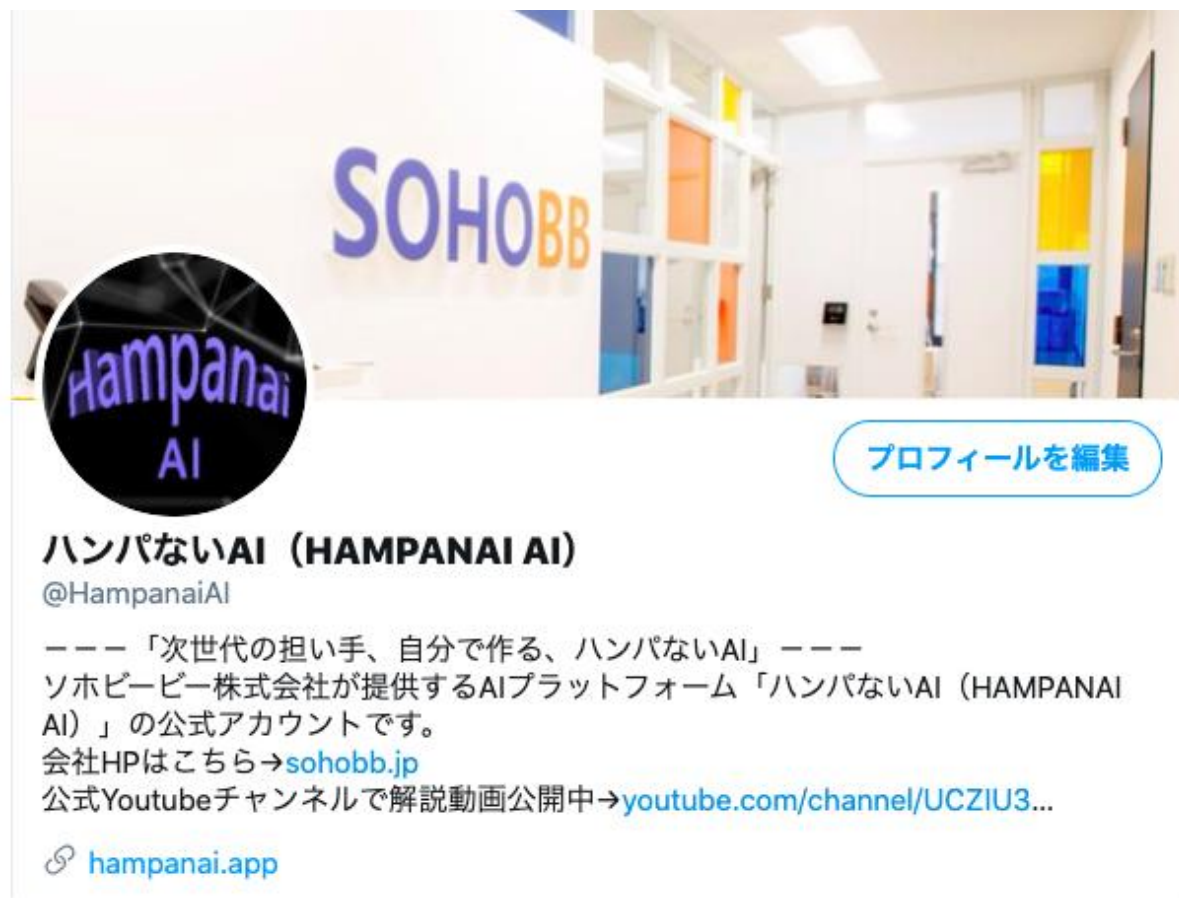 SOHOBB
Hampanai
AI
プロフィールを編集
ハンパないAI（HAMPANAI AI）
@HampanaiAI
ーーー「次世代の担い手、自分で作る、ハンパないAI」ーーー
ソホビービー株式会社が提供するAIプラットフォーム「ハンパないAI（HAMPANAI
AI）」の公式アカウントです。
会社HPはこちら→sohobb.jp
公式Youtubeチャンネルで解説動画公開中→youtube.com/channel/UCZIU3…
hampanai.app